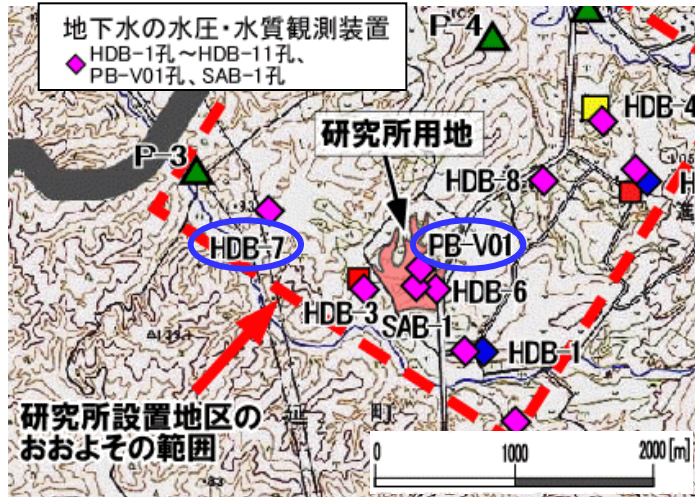 地下水の水圧・水質観測装置
HDB-1孔～HDB-11孔、
PB-V01孔、SAB-1孔
P-4
HDB-4
研究所用地
P-3
HDB-8
H
進
HDB-7
PB-V01
HDB-3
HDB-6
SAB-1
HDB-1
研究所設置地区の
おおよその範囲
延 町
0 1000 2000 [m]